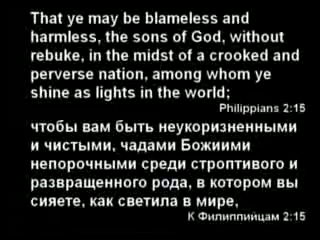 That ye may be blameless and
harmless, the sons of God, without
rebuke, in the midst of a crooked and
perverse nation, among whom ye
shine as lights in the world;
Philippians 2:15
чтобы вам быть неукоризненными
и чистыми, чадами Божиими
непорочными среди строптивого и
развращенного рода, в котором вы
сияете, как светила в мире,
К Филиппийцам 2:15